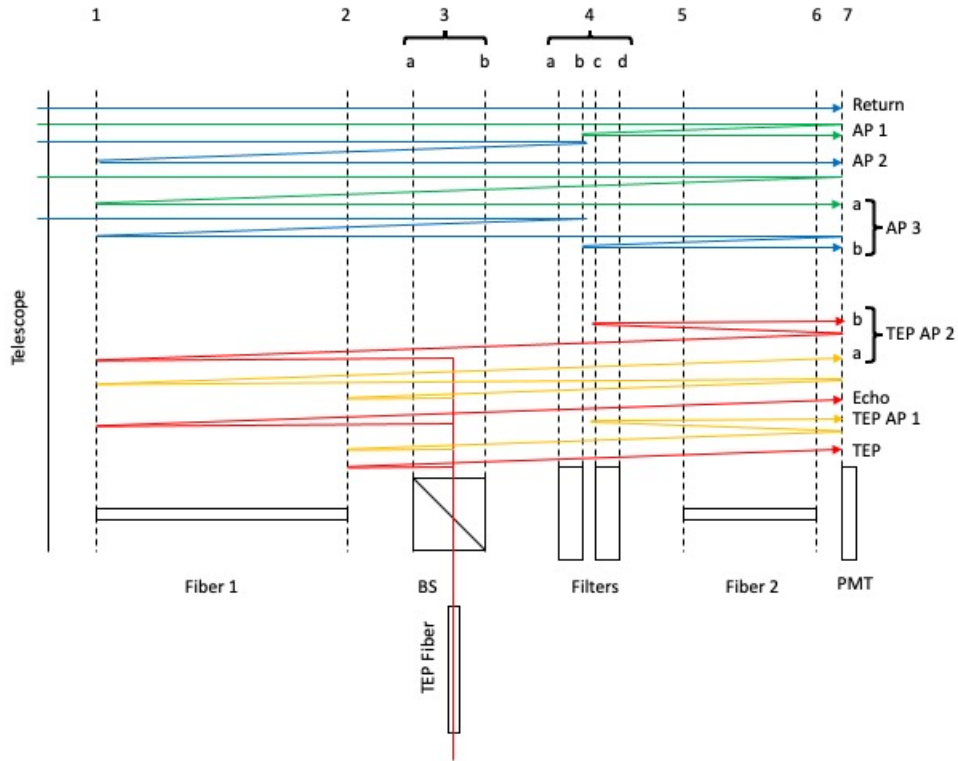 1 2 3 4 5 6 7
a b a b c d
Return
AP 1
AP 2
a
AP 3
b
b
TEP AP 2
a
Echo
TEP AP 1
TEP
Telescope
Fiber 1 BS Filters Fiber 2 PMT
TEP Fiber